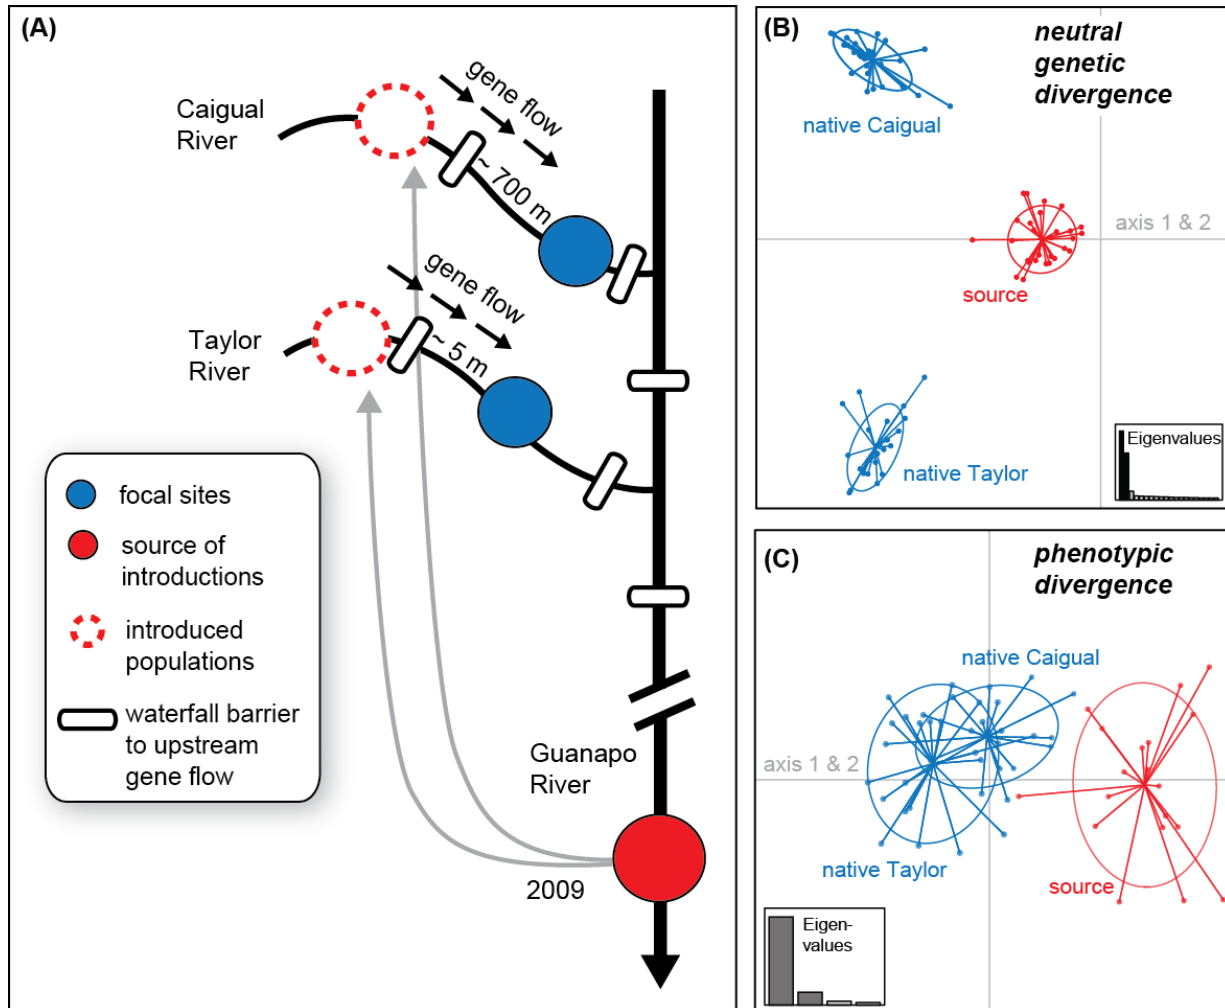 (A)
Caigual
River
gene flow
~ 700 m
gene flow
Taylor
River
~ 5 m
focal sites
source of
introductions
introduced
populations
waterfall barrier
to upstream
gene flow
Guanapo
River
2009
(B)
neutral
genetic
divergence
native Caigual
axis 1 & 2
source
native Taylor
Eigenvalues
(C)
phenotypic
divergence
native Caigual
axis 1 & 2
native Taylor
source
Eigen-
values